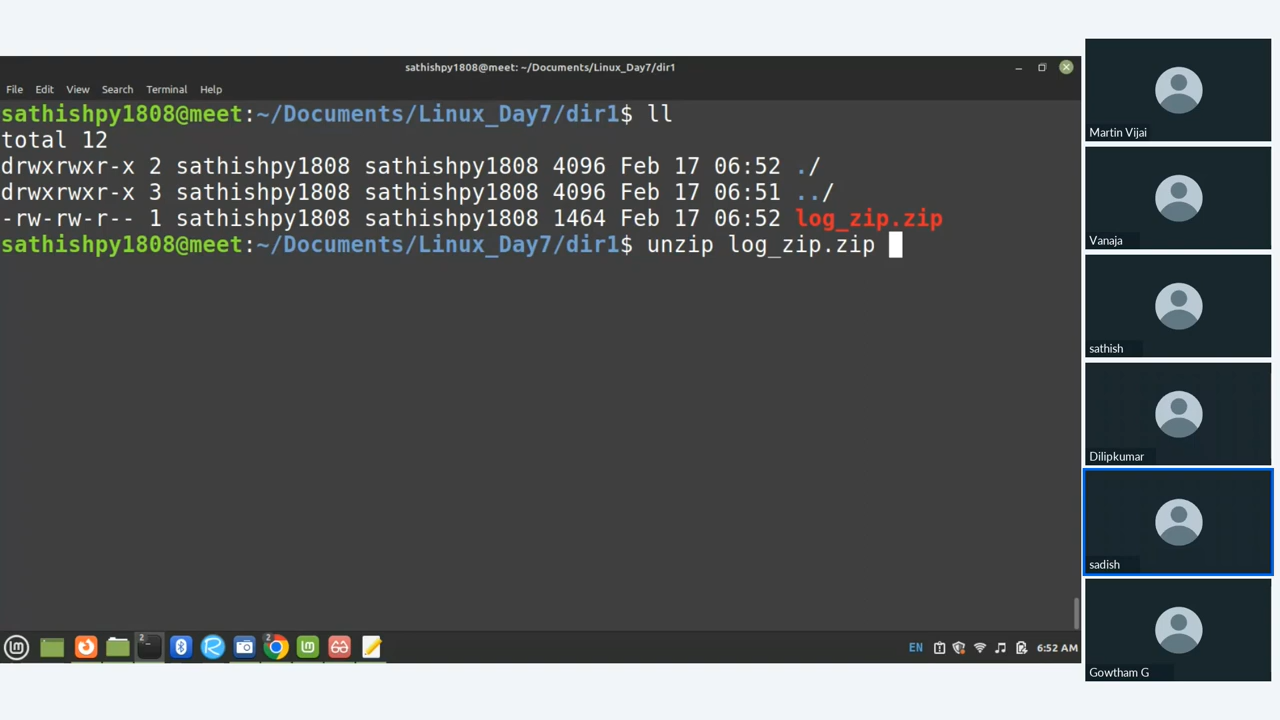 sathishpy1808@meet: ~/Documents/Linux_Day7/dir1
File Edit View Search Terminal Help
sathishpy1808@meet:~/Documents/Linux_Day7/dir1$ ll
total 12
drwxrwxr-x 2 sathishpy1808 sathishpy1808 4096 Feb 17 06:52 ./
drwxrwxr-x 3 sathishpy1808 sathishpy1808 4096 Feb 17 06:51 ../
-rw-rw-r-- 1 sathishpy1808 sathishpy1808 1464 Feb 17 06:52 log_zip.zip
sathishpy1808@meet:~/Documents/Linux_Day7/dir1$ unzip log_zip.zip
2
2
EN
6:52 AM
Martin Vijai
Vanaja
sathish
Dilipkumar
sadish
Gowtham G